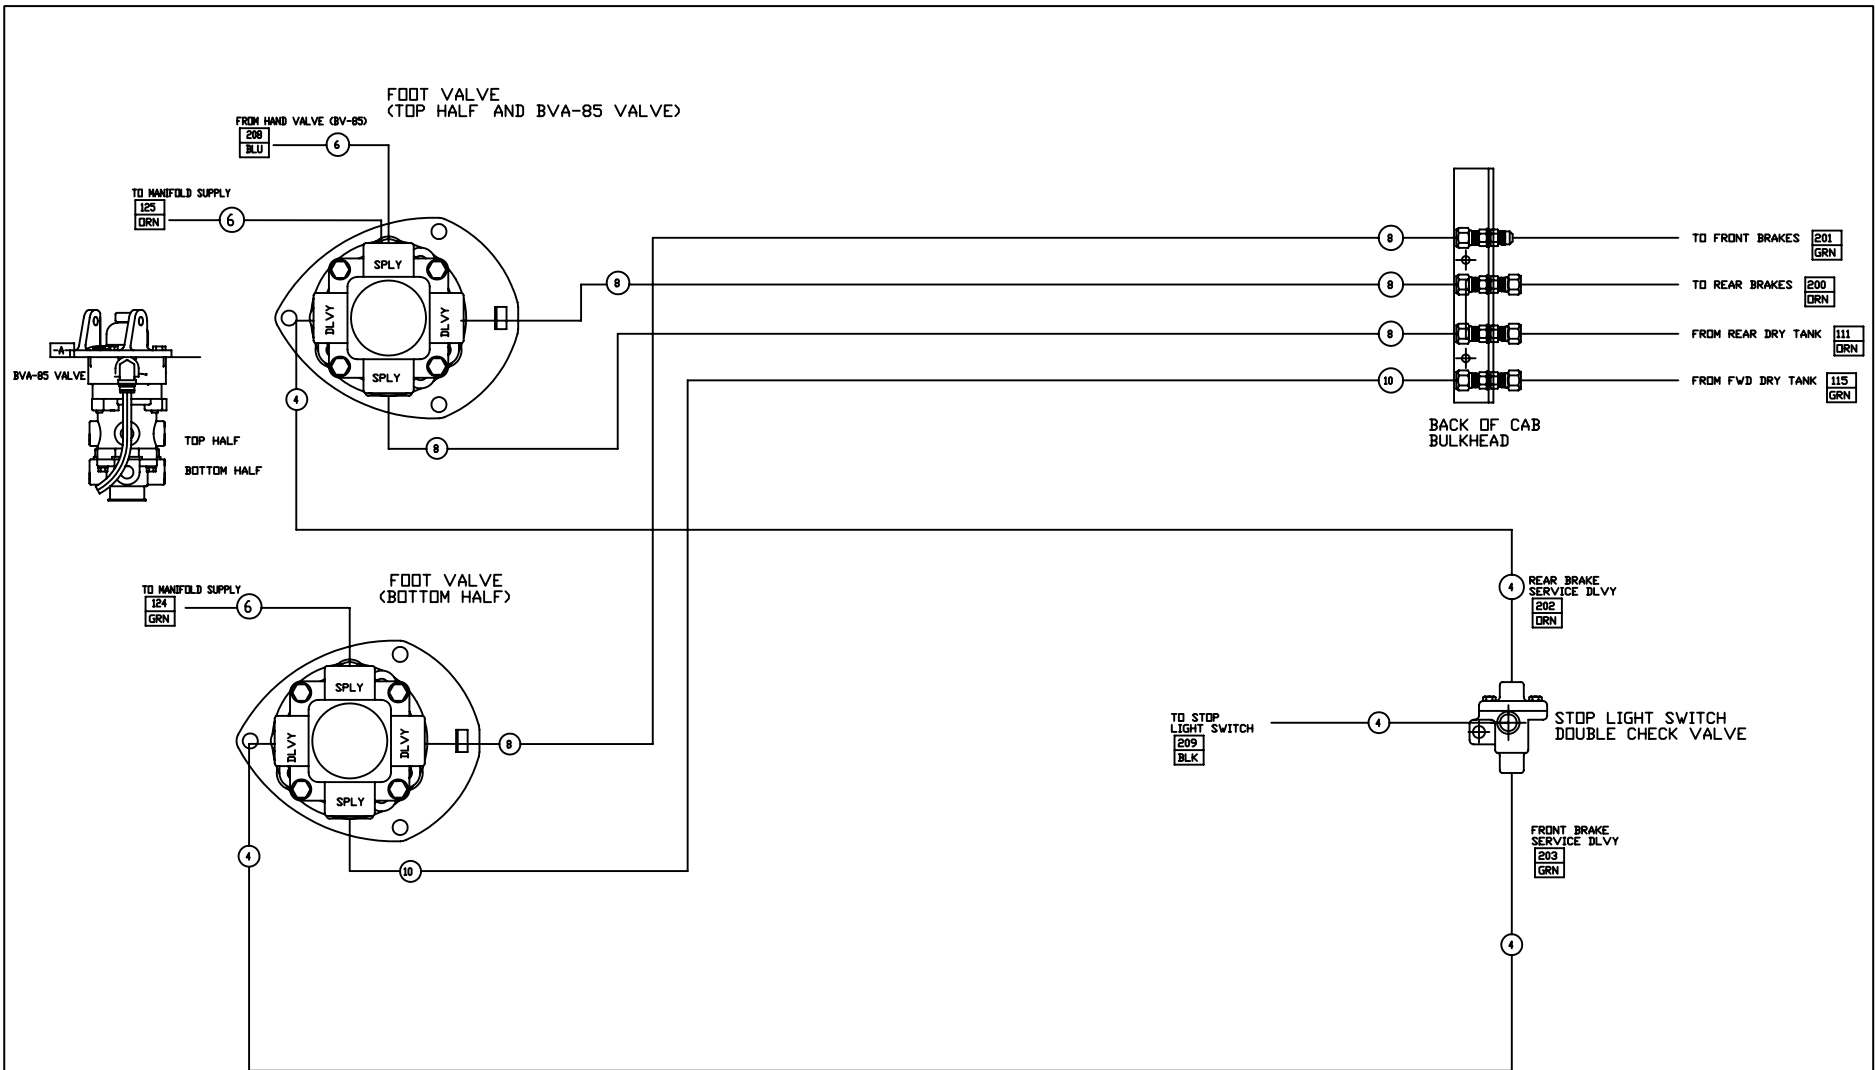 FOOT VALVE
(TOP HALF AND BVA-85 VALVE)
FROM HAND VALVE (BV-85)
208
BLU
6
TO MANIFOLD SUPPLY
125
ORN
6
SPLY
DLVY
DLVY
SPLY
8
8
8
8
10
4
8
TO FRONT BRAKES
201
GRN
TO REAR BRAKES
200
ORN
FROM REAR DRY TANK
111
ORN
FROM FWD DRY TANK
115
GRN
BACK OF CAB
BULKHEAD
-A-
BVA-85 VALVE
TOP HALF
BOTTOM HALF
FOOT VALVE
(BOTTOM HALF)
TO MANIFOLD SUPPLY
124
GRN
6
SPLY
DLVY
DLVY
SPLY
8
4
10
4
REAR BRAKE
SERVICE DLVY
202
ORN
TO STOP
LIGHT SWITCH
209
BLK
4
STOP LIGHT SWITCH
DOUBLE CHECK VALVE
FRONT BRAKE
SERVICE DLVY
203
GRN
4